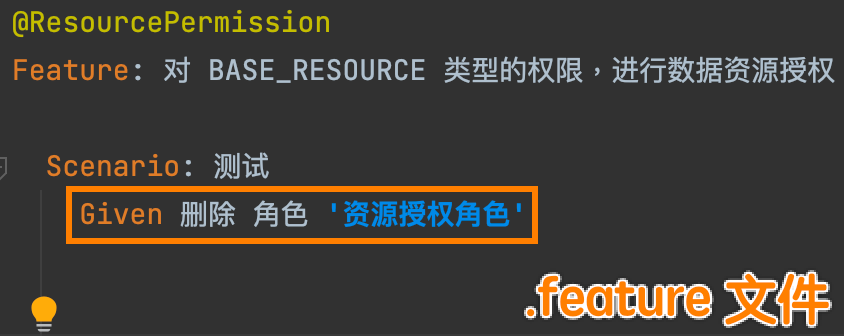 @ResourcePermission
Feature: 对 BASE_RESOURCE 类型的权限，进行数据资源授权
Scenario: 测试
Given 删除 角色 '资源授权角色'
.feature 文件